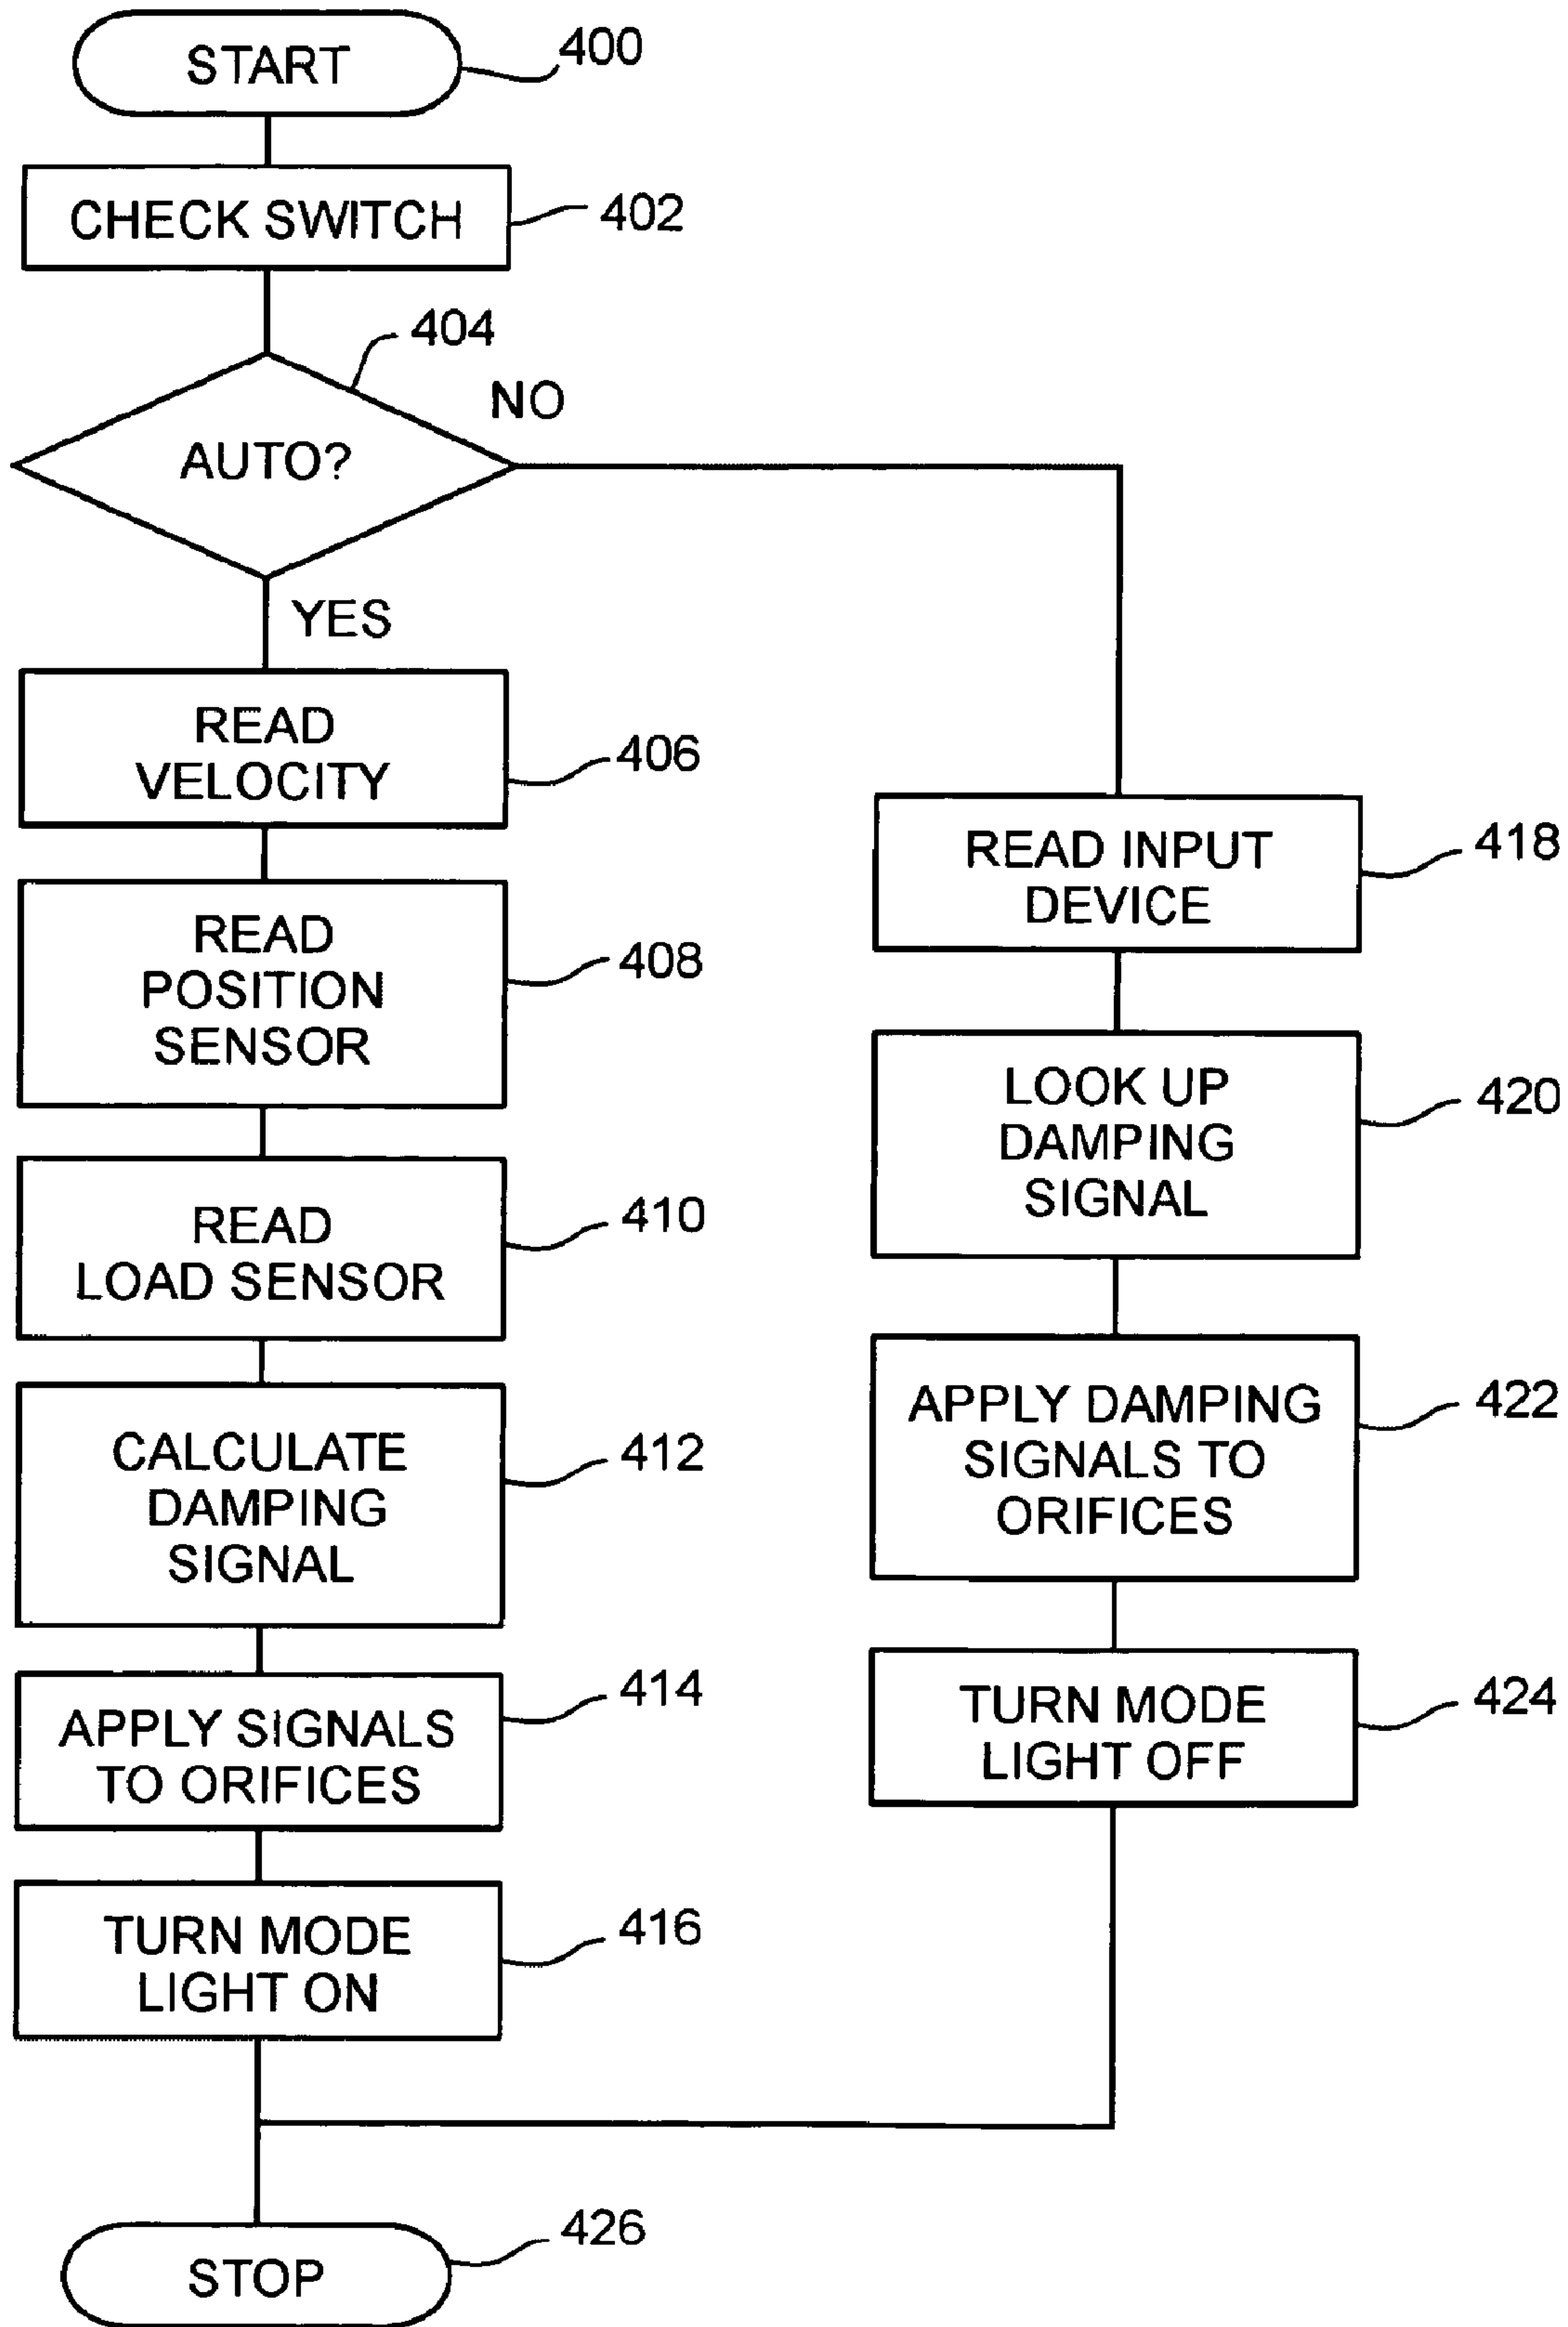 START
400
CHECK SWITCH
402
404
AUTO?
NO
YES
READ
VELOCITY
406
READ
POSITION
SENSOR
408
READ
LOAD SENSOR
410
CALCULATE
DAMPING
SIGNAL
412
APPLY SIGNALS
TO ORIFICES
414
TURN MODE
LIGHT ON
416
READ INPUT
DEVICE
418
LOOK UP
DAMPING
SIGNAL
420
APPLY DAMPING
SIGNALS TO
ORIFICES
422
TURN MODE
LIGHT OFF
424
STOP
426